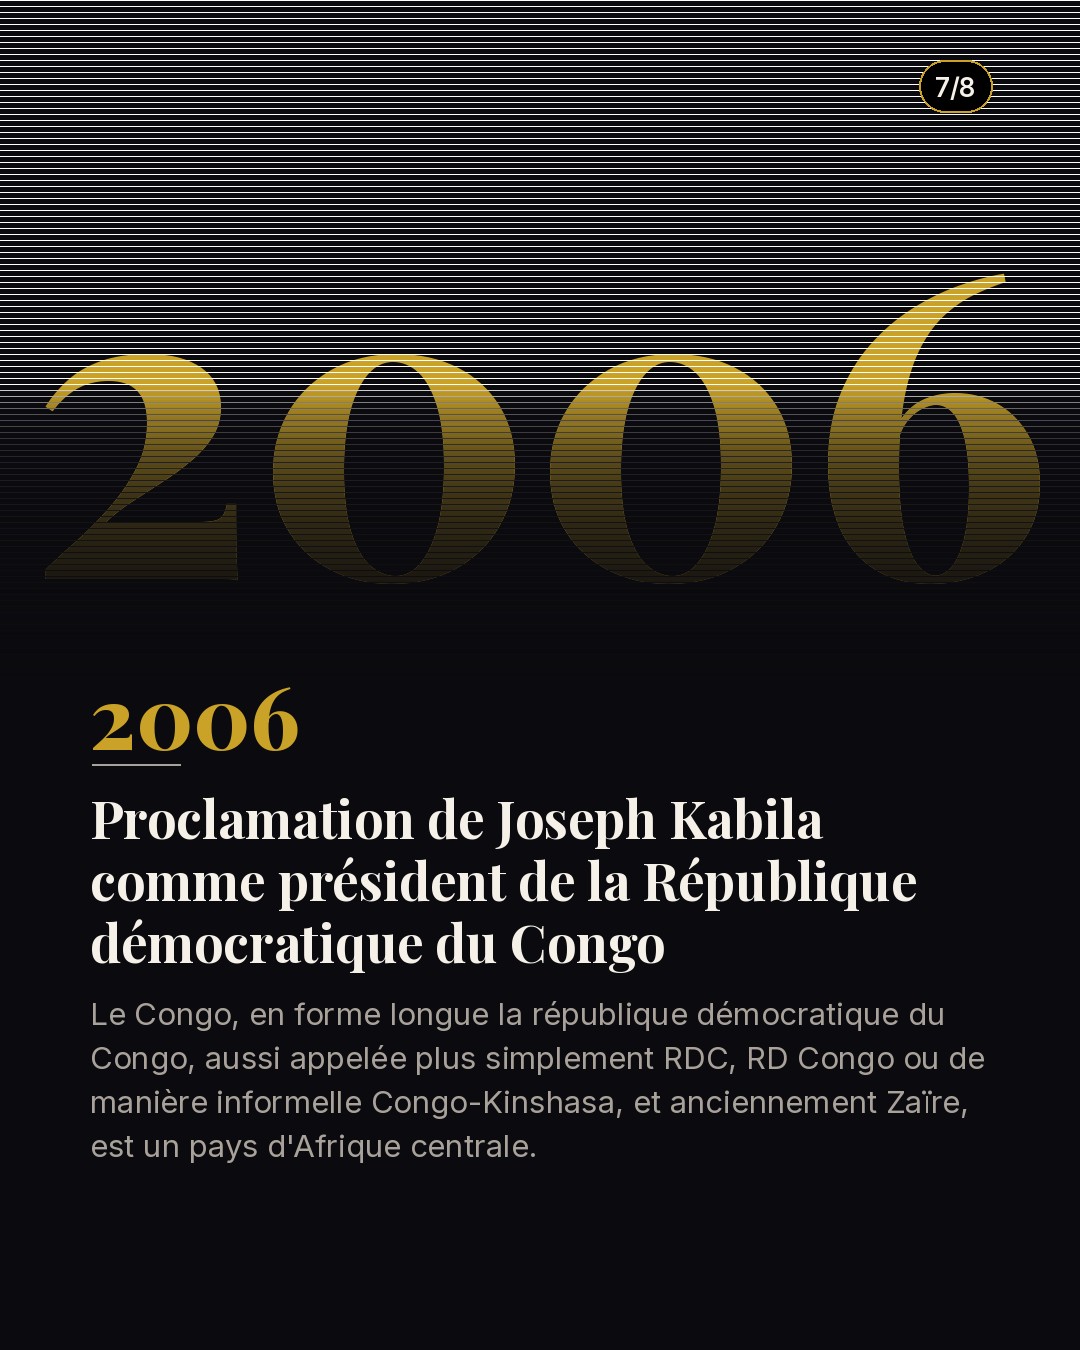 7/8
2006
2006
Proclamation de Joseph Kabila
comme président de la République
démocratique du Congo
Le Congo, en forme longue la république démocratique du
Congo, aussi appelée plus simplement RDC, RD Congo ou de
manière informelle Congo-Kinshasa, et anciennement Zaïre,
est un pays d'Afrique centrale.